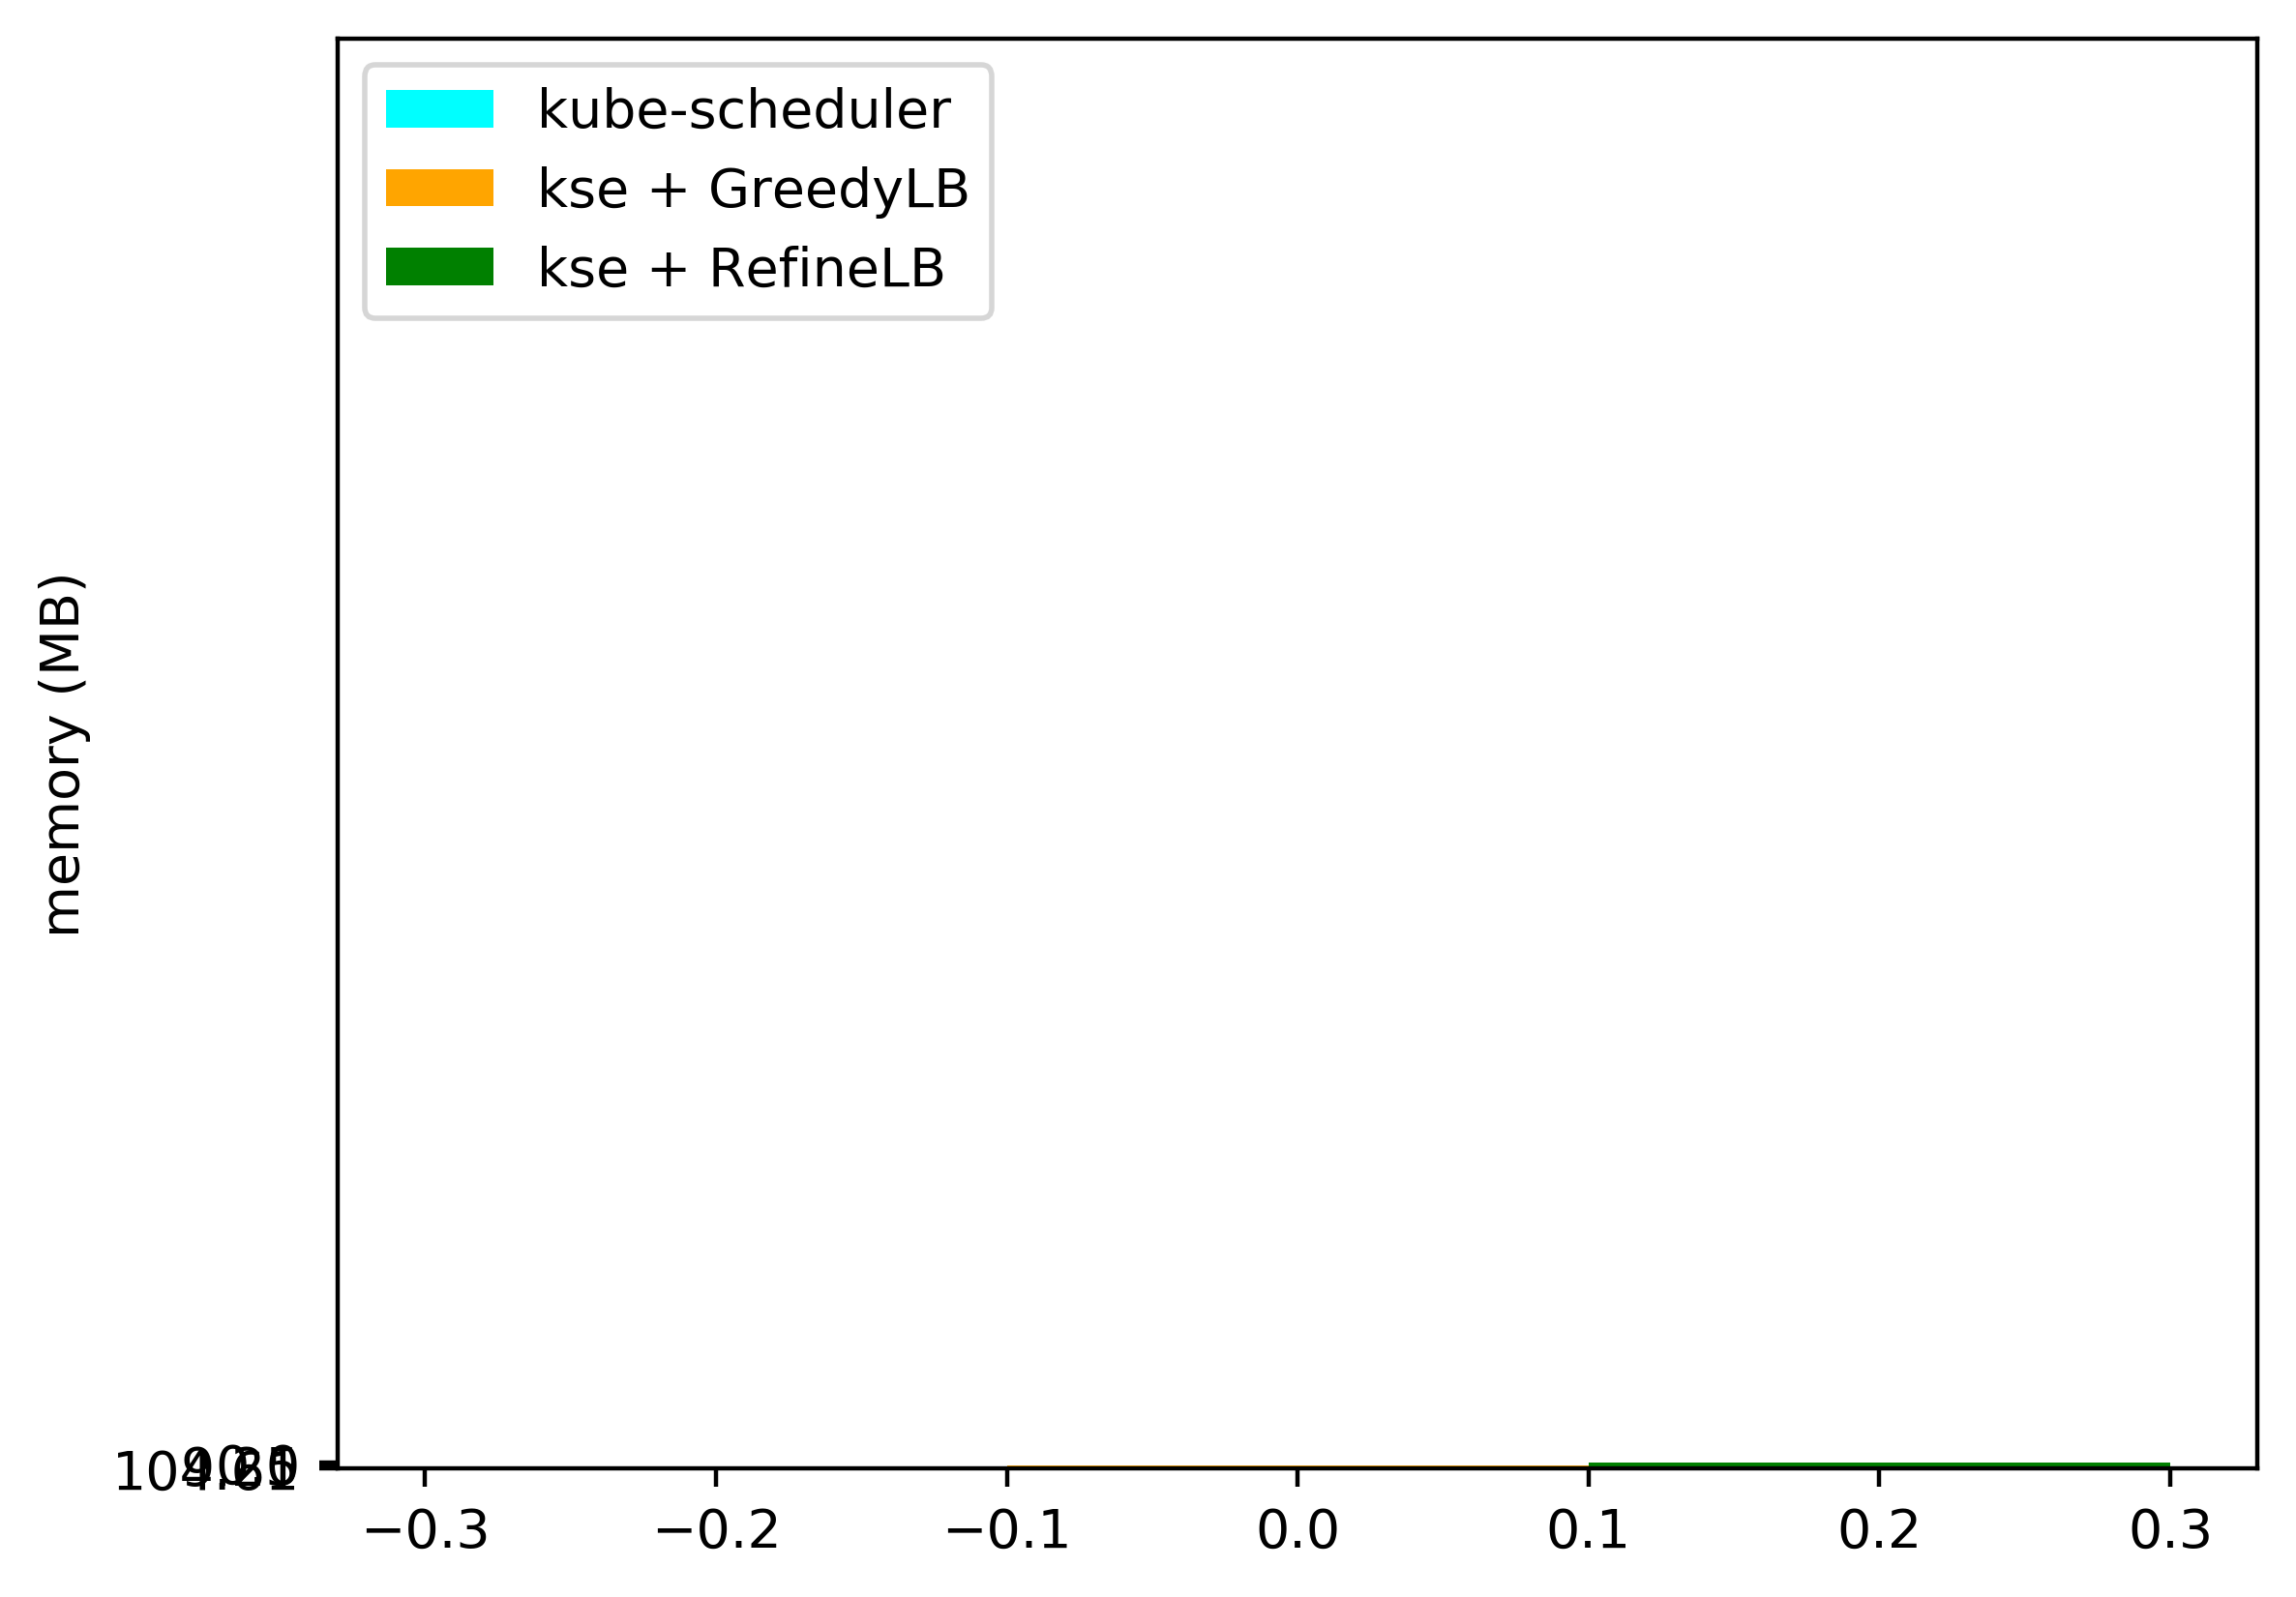 kube-scheduler
kse + GreedyLB
kse + RefineLB
memory (MB)
−0.3 −0.2 −0.1 0.0 0.1 0.2 0.3